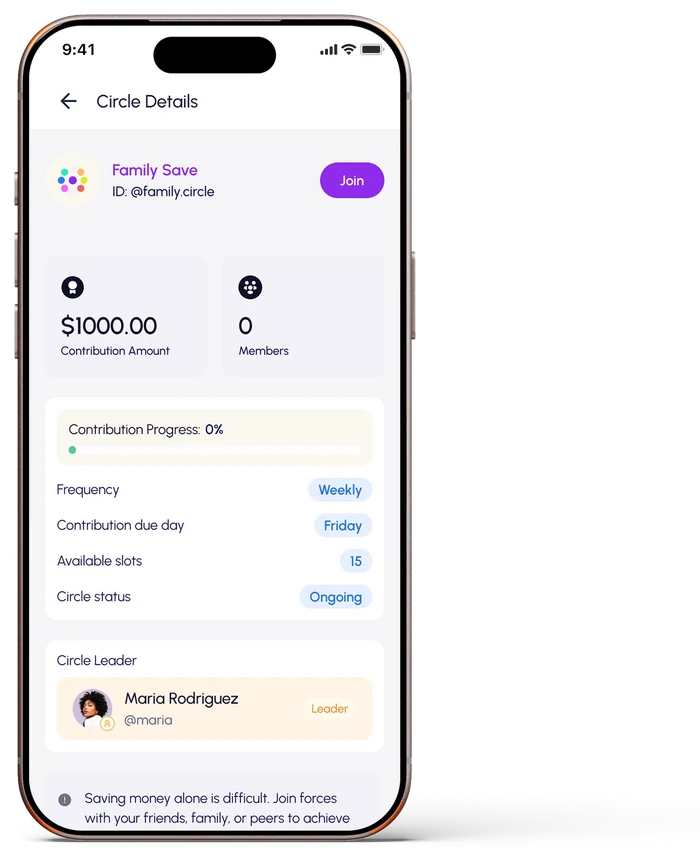 9:41
Circle Details
Family Save
ID: @family.circle
Join
$1000.00
Contribution Amount
0
Members
Contribution Progress: 0%
Frequency
Weekly
Contribution due day
Friday
Available slots
15
Circle status
Ongoing
Circle Leader
Maria Rodriguez
@maria
Leader
Saving money alone is difficult. Join forces
with your friends, family, or peers to achieve